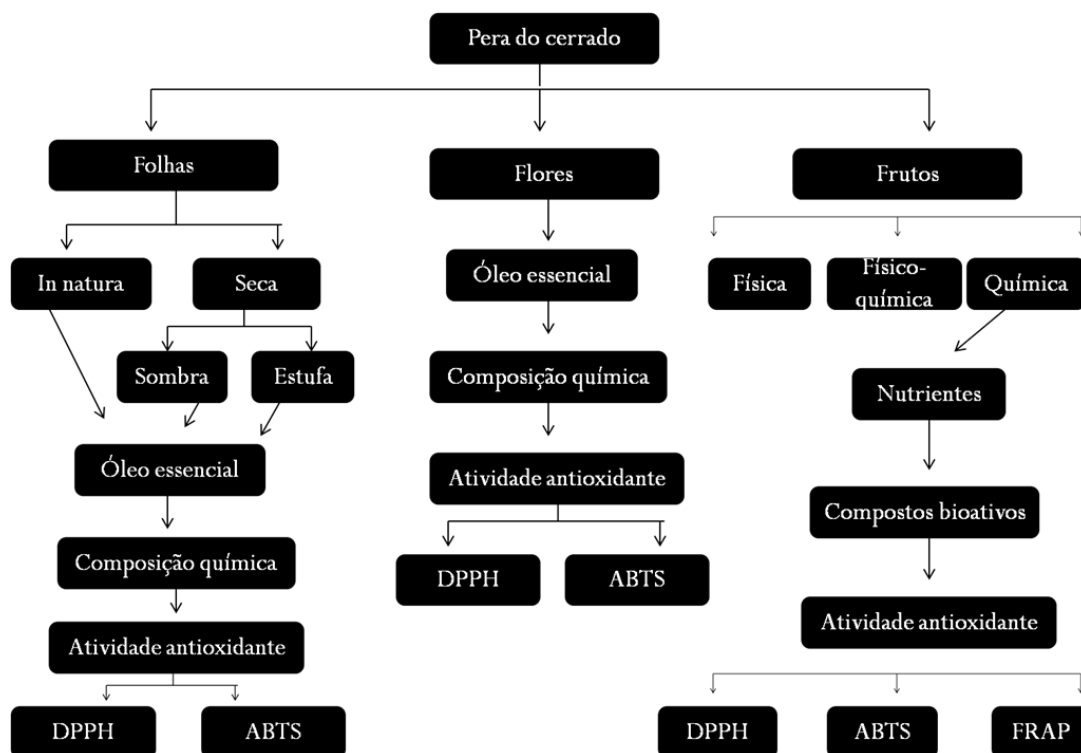 Pera do cerrado
Folhas
Flores
Frutos
In natura
Seca
Óleo essencial
Física
Físico-
química
Química
Sombra
Estufa
Composição química
Nutrientes
Óleo essencial
Atividade antioxidante
Compostos bioativos
Composição química
DPPH
ABTS
Atividade antioxidante
Atividade antioxidante
DPPH
ABTS
DPPH
ABTS
FRAP